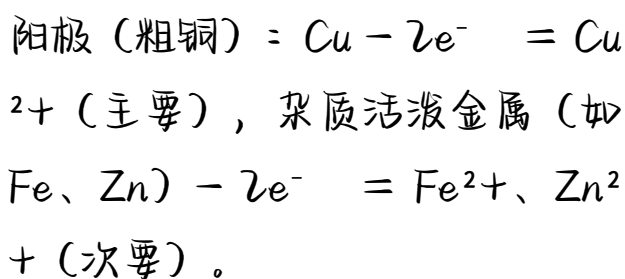 阳极（粗铜）：Cu－2e⁻ ＝Cu
²+（主要），杂质活泼金属（如
Fe、Zn）－2e⁻ ＝Fe²+、Zn²
+（次要）。